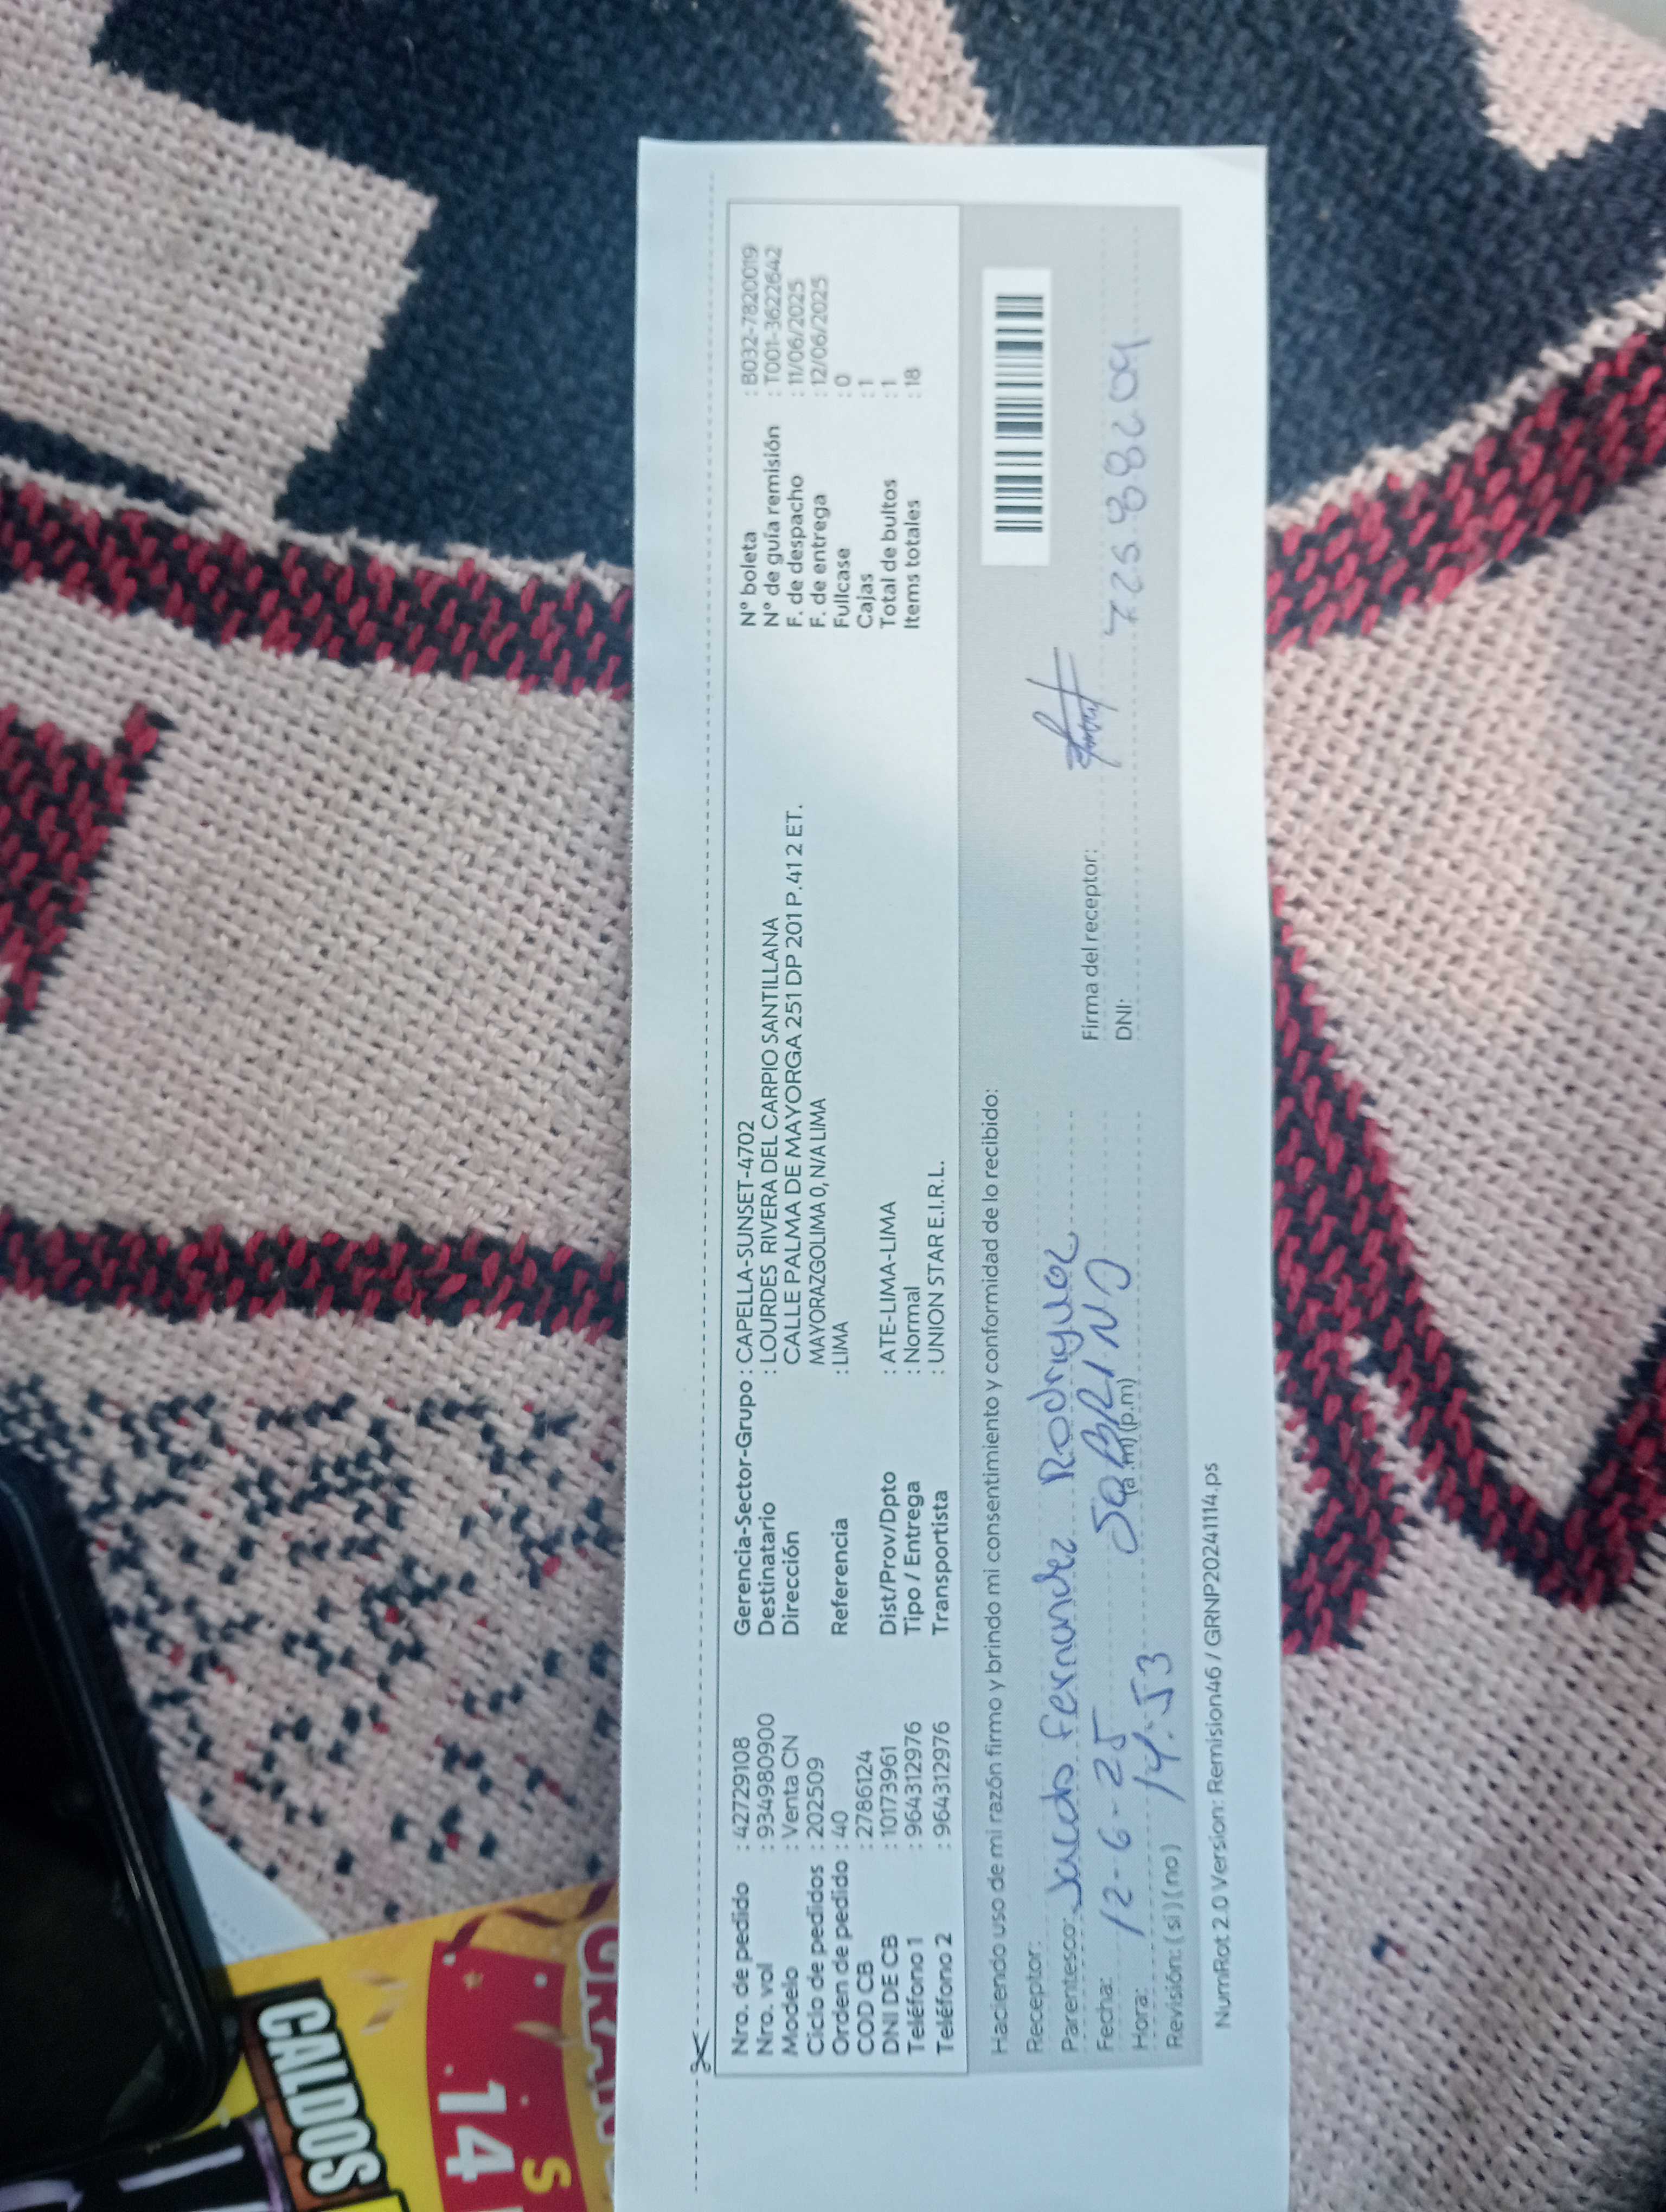 Nro. de pedido : 42729108
Nro. vol : 934980900
Modelo : Venta CN
Ciclo de pedidos : 202509
Orden de pedido : 40
COD CB : 2786124
DNI DE CB : 10173961
Teléfono 1 : 964312976
Teléfono 2 : 964312976
Gerencia-Sector-Grupo : CAPELLA-SUNSET-4702
Destinatario : LOURDES RIVERA DEL CARPIO SANTILLANA
Dirección CALLE PALMA DE MAYORGA 251 DP 201 P.41 2 ET.
MAYORAZGOLIMA 0, N/A LIMA
Referencia : LIMA
Dist/Prov/Dpto : ATE-LIMA-LIMA
Tipo / Entrega : Normal
Transportista : UNION STAR E.I.R.L.
N° boleta : B032-7820019
N° de guía remisión : T001-3622642
F. de despacho : 11/06/2025
F. de entrega : 12/06/2025
Fullcase : 0
Cajas : 1
Total de bultos : 1
Items totales : 18
Haciendo uso de mi razón firmo y brindo mi consentimiento y conformidad de lo recibido:
Receptor:
Parentesco: Fernandez Rodriguez
Fecha: 12-6-25
Hora: 14:53 (a.m) (p.m)
Revisión: ( si ) ( no )
Firma del receptor:
DNI:
NumRot 2.0 Version: Remision46 / GRNP20241114.ps
CALDOS
14
S